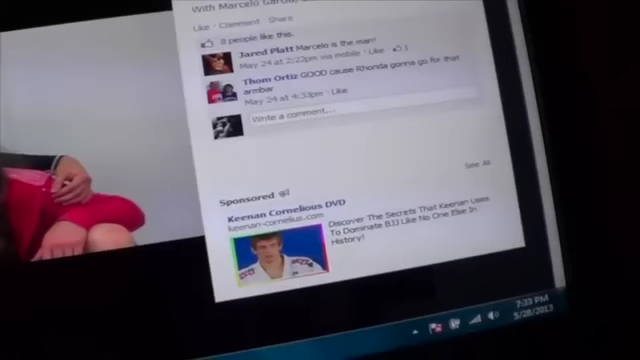 With Marcelo Garcia,
Like · Comment · Share
8 people like this.
Jared Platt Marcelo is the man!
May 24 at 2:22pm via mobile · Like · 1
Thom Ortiz GOOD cause Rhonda gonna go for that
armbar
May 24 at 4:33pm · Like
Write a comment...
See All
Sponsored
Keenan Cornelious DVD
keenan-cornelius.com
Discover The Secrets That Keenan Uses
To Dominate BJJ Like No One Else In
History!
7:33 PM
5/28/2013